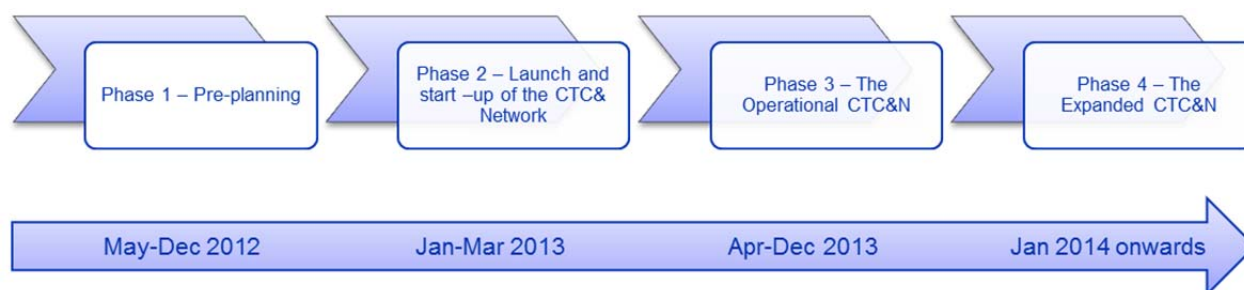 Phase 1 – Pre-planning
Phase 2 – Launch and
start –up of the CTC&
Network
Phase 3 – The
Operational CTC&N
Phase 4 – The
Expanded CTC&N
May-Dec 2012
Jan-Mar 2013
Apr-Dec 2013
Jan 2014 onwards